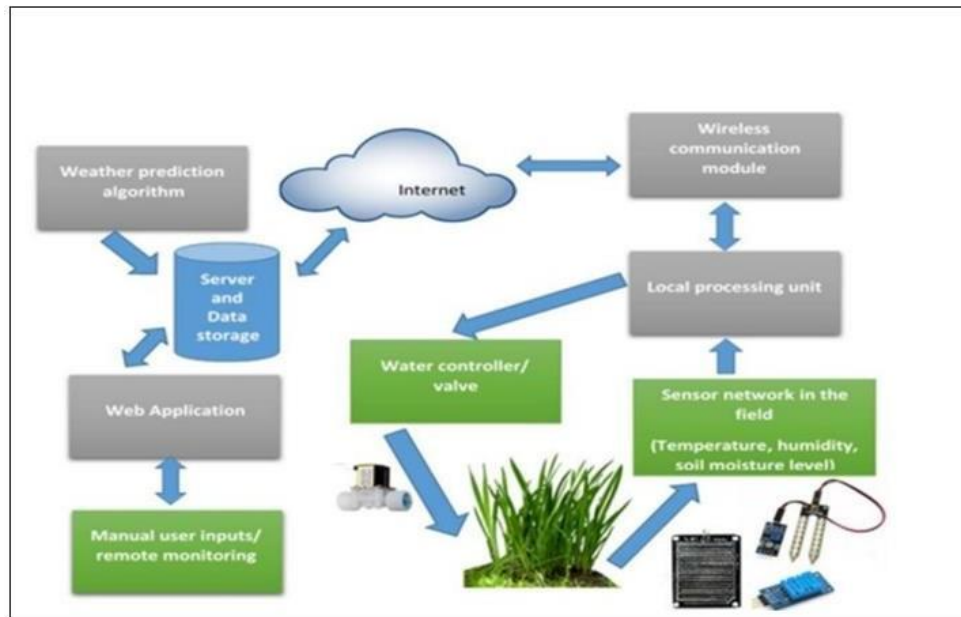 Weather prediction
algorithm
Internet
Wireless
communication
module
Server
and
Data
storage
Local processing unit
Water controller/
valve
Web Application
Sensor network in the
field
(Temperature, humidity,
soil moisture level)
Manual user inputs/
remote monitoring